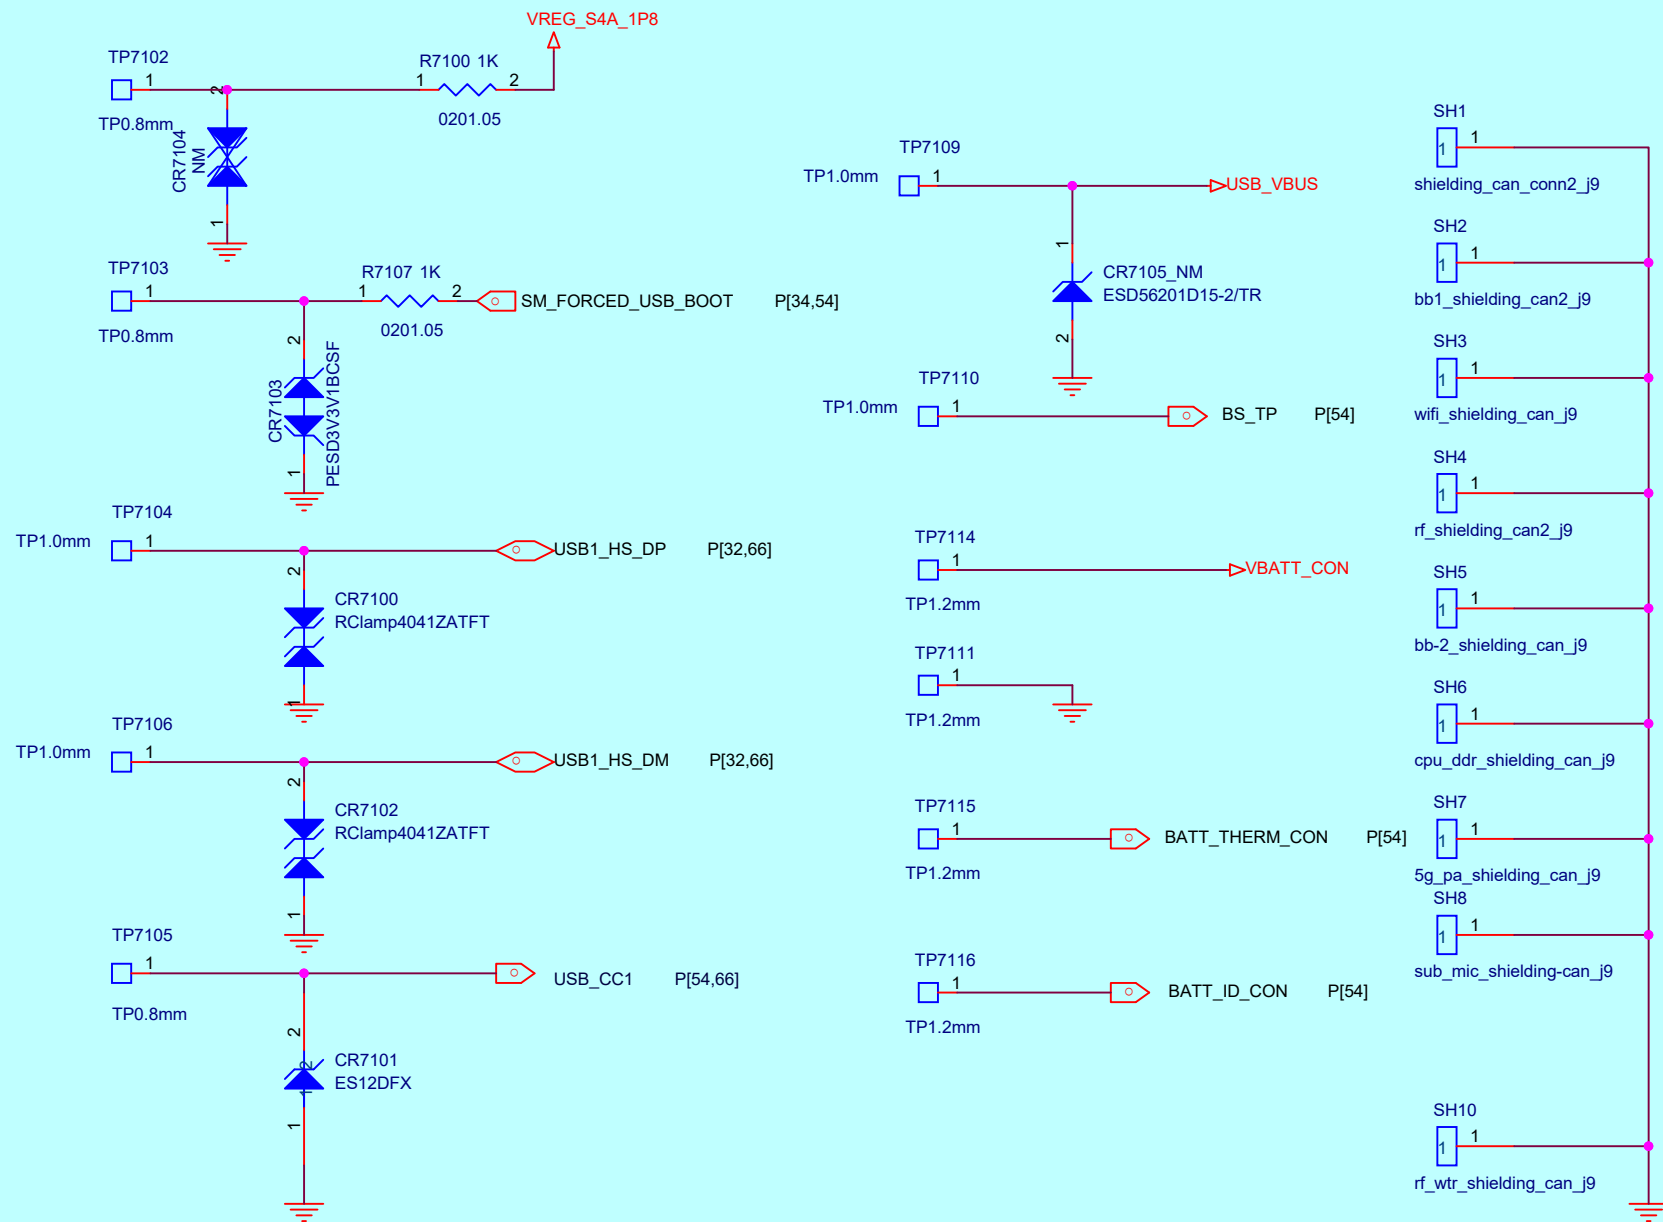 VREG_S4A_1P8
TP7102
1
TP0.8mm
R7100 1K
1
2
0201.05
2
CR7104
NM
1
TP7103
1
TP0.8mm
R7107 1K
1
2
0201.05
SM_FORCED_USB_BOOT P[34,54]
2
CR7103
PESD3V3V1BCSF
1
TP7104
TP1.0mm
1
USB1_HS_DP P[32,66]
2
CR7100
RClamp4041ZATFT
1
TP7106
TP1.0mm
1
USB1_HS_DM P[32,66]
2
CR7102
RClamp4041ZATFT
1
TP7105
1
TP0.8mm
USB_CC1 P[54,66]
2
2
CR7101
ES12DFX
1
1
TP7109
TP1.0mm
1
USB_VBUS
1
CR7105_NM
ESD56201D15-2/TR
2
TP7110
TP1.0mm
1
BS_TP P[54]
TP7114
1
VBATT_CON
TP1.2mm
TP7111
1
TP1.2mm
TP7115
1
BATT_THERM_CON P[54]
TP1.2mm
TP7116
1
BATT_ID_CON P[54]
TP1.2mm
SH1
1
1
shielding_can_conn2_j9
SH2
1
1
bb1_shielding_can2_j9
SH3
1
1
wifi_shielding_can_j9
SH4
1
1
rf_shielding_can2_j9
SH5
1
1
bb-2_shielding_can_j9
SH6
1
1
cpu_ddr_shielding_can_j9
SH7
1
1
5g_pa_shielding_can_j9
SH8
1
1
sub_mic_shielding-can_j9
SH10
1
1
rf_wtr_shielding_can_j9